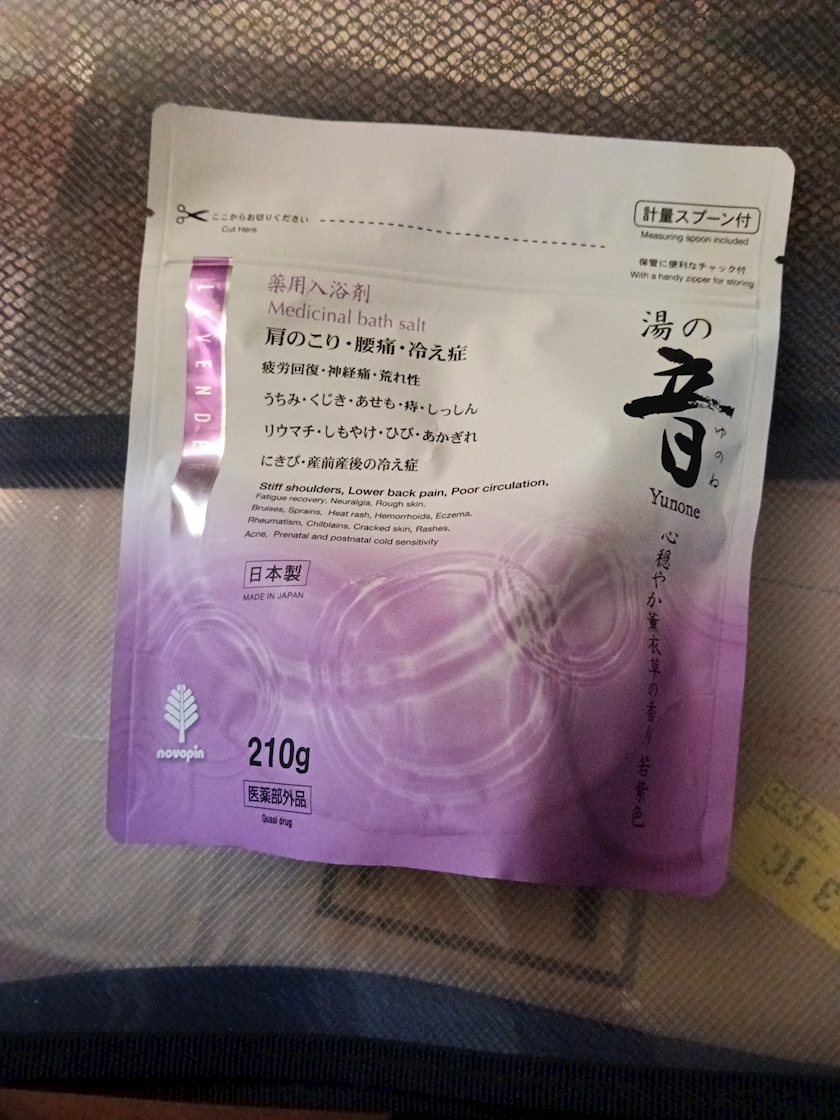 ここからお切りください
Cut Here
計量スプーン付
Measuring spoon included
保管に便利なチャック付
With a handy zipper for storing
LAVENDER
薬用入浴剤
Medicinal bath salt
肩のこり・腰痛・冷え症
疲労回復・神経痛・荒れ性
うちみ・くじき・あせも・痔・しっしん
リウマチ・しもやけ・ひび・あかぎれ
にきび・産前産後の冷え症
Stiff shoulders, Lower back pain, Poor circulation,
Fatigue recovery, Neuralgia, Rough skin,
Bruises, Sprains, Heat rash, Hemorrhoids, Eczema,
Rheumatism, Chilblains, Cracked skin, Rashes,
Acne, Prenatal and postnatal cold sensitivity
日本製
MADE IN JAPAN
湯の
音
ゆのね
Yunone
心穏やか薫衣草の香り 若紫色
novopin
210g
医薬部外品
Quasi drug